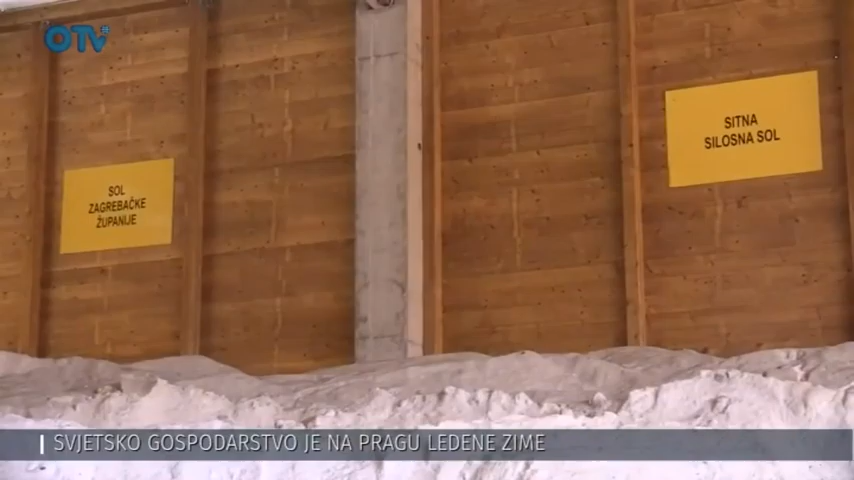 OTV
SOL
ZAGREBAČKE
ŽUPANIJE
SITNA
SILOSNA SOL
SVJETSKO GOSPODARSTVO JE NA PRAGU LEDENE ZIME